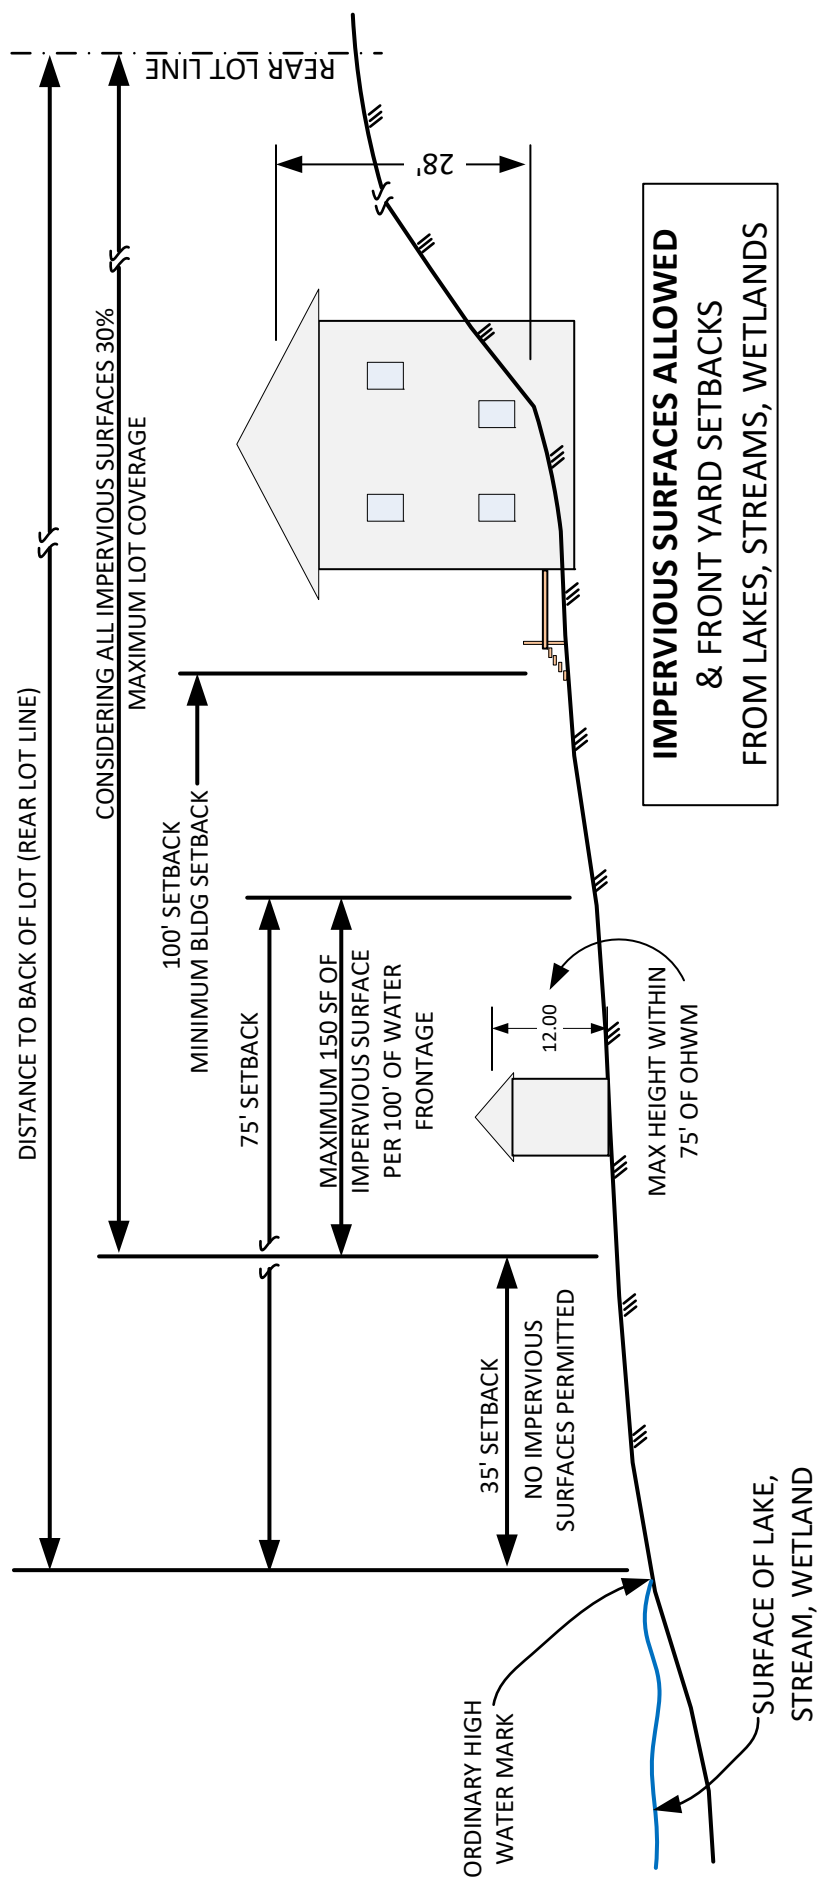 DISTANCE TO BACK OF LOT (REAR LOT LINE)
REAR LOT LINE
CONSIDERING ALL IMPERVIOUS SURFACES 30%
MAXIMUM LOT COVERAGE
100' SETBACK
MINIMUM BLDG SETBACK
75' SETBACK
MAXIMUM 150 SF OF
IMPERVIOUS SURFACE
PER 100' OF WATER
FRONTAGE
28'
35' SETBACK
NO IMPERVIOUS
SURFACES PERMITTED
12.00
MAX HEIGHT WITHIN
75' OF OHWM
ORDINARY HIGH
WATER MARK
SURFACE OF LAKE,
STREAM, WETLAND
IMPERVIOUS SURFACES ALLOWED
& FRONT YARD SETBACKS
FROM LAKES, STREAMS, WETLANDS